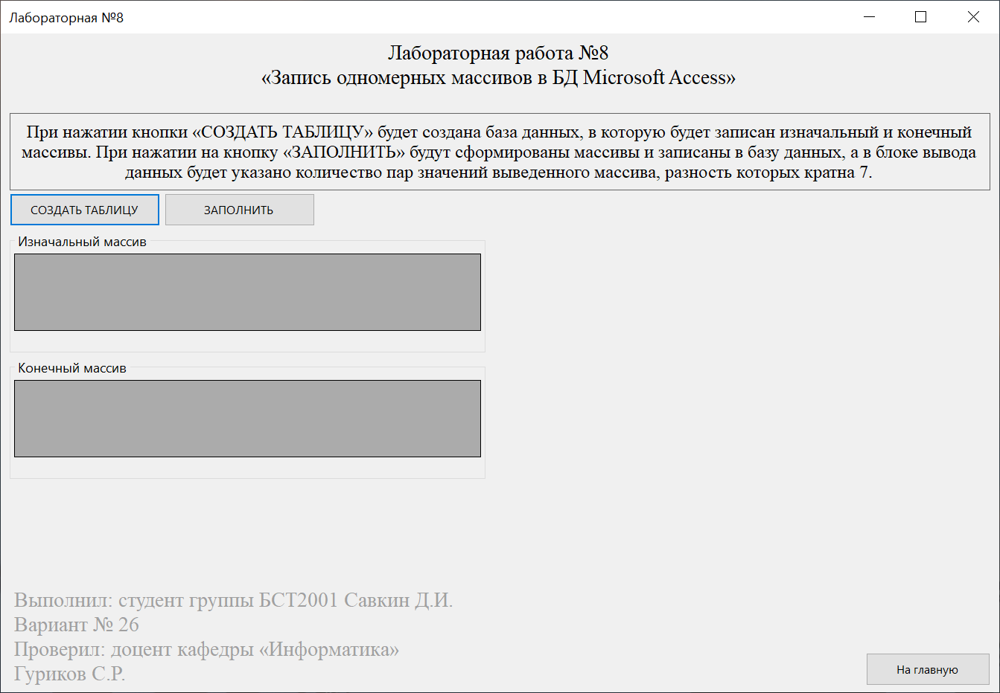 Лабораторная №8
Лабораторная работа №8
«Запись одномерных массивов в БД Microsoft Access»
При нажатии кнопки «СОЗДАТЬ ТАБЛИЦУ» будет создана база данных, в которую будет записан изначальный и конечный
массивы. При нажатии на кнопку «ЗАПОЛНИТЬ» будут сформированы массивы и записаны в базу данных, а в блоке вывода
данных будет указано количество пар значений выведенного массива, разность которых кратна 7.
СОЗДАТЬ ТАБЛИЦУ
ЗАПОЛНИТЬ
Изначальный массив
Конечный массив
Выполнил: студент группы БСТ2001 Савкин Д.И.
Вариант № 26
Проверил: доцент кафедры «Информатика»
Гуриков С.Р.
На главную